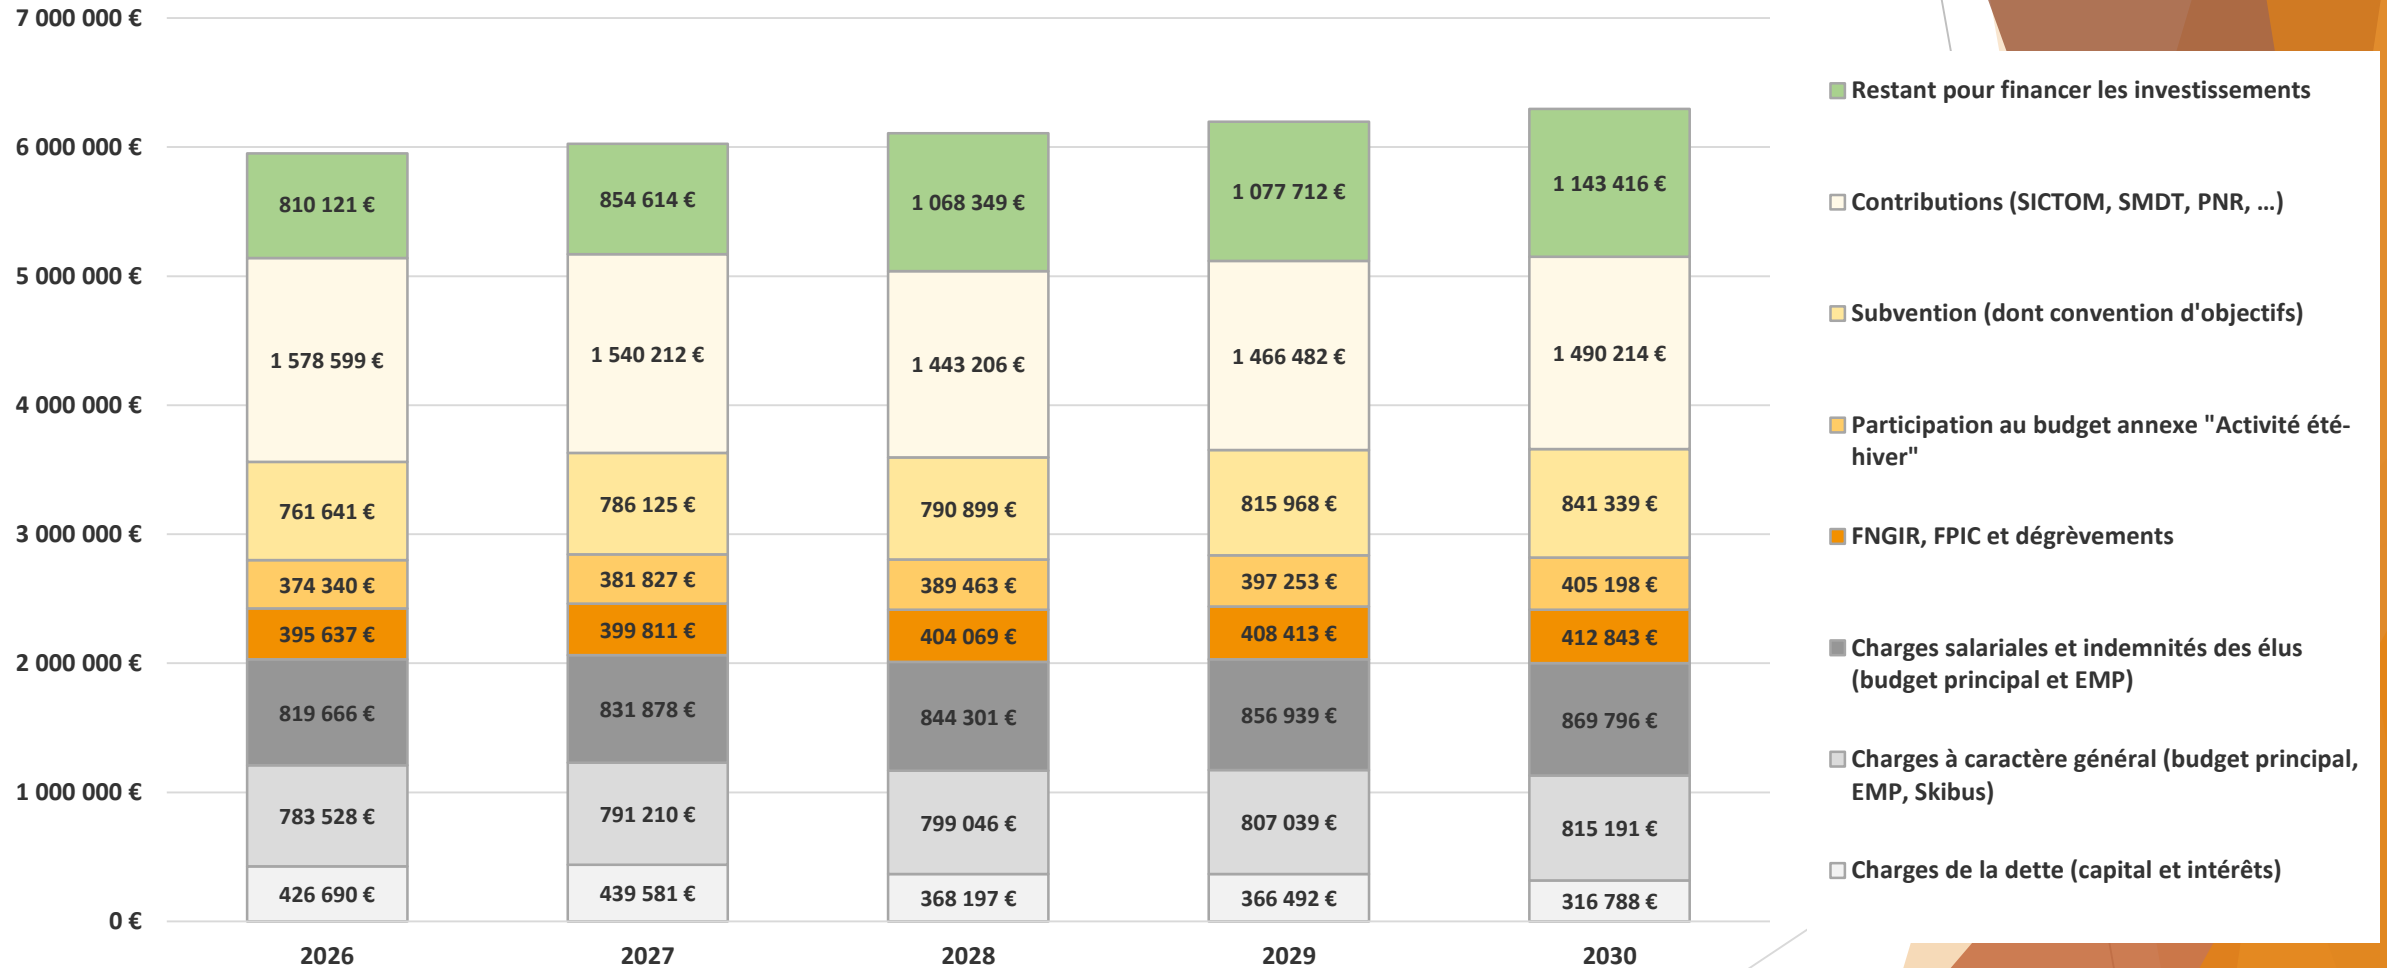 7 000 000 €
6 000 000 €
5 000 000 €
4 000 000 €
3 000 000 €
2 000 000 €
1 000 000 €
0 €
810 121 €
854 614 €
1 068 349 €
1 077 712 €
1 143 416 €
1 578 599 €
1 540 212 €
1 443 206 €
1 466 482 €
1 490 214 €
761 641 €
786 125 €
790 899 €
815 968 €
841 339 €
374 340 €
381 827 €
389 463 €
397 253 €
405 198 €
395 637 €
399 811 €
404 069 €
408 413 €
412 843 €
819 666 €
831 878 €
844 301 €
856 939 €
869 796 €
783 528 €
791 210 €
799 046 €
807 039 €
815 191 €
426 690 €
439 581 €
368 197 €
366 492 €
316 788 €
2026
2027
2028
2029
2030
Restant pour financer les investissements
Contributions (SICTOM, SMDT, PNR, ...)
Subvention (dont convention d'objectifs)
Participation au budget annexe "Activité été-
hiver"
FNGIR, FPIC et dégrèvements
Charges salariales et indemnités des élus
(budget principal et EMP)
Charges à caractère général (budget principal,
EMP, Skibus)
Charges de la dette (capital et intérêts)